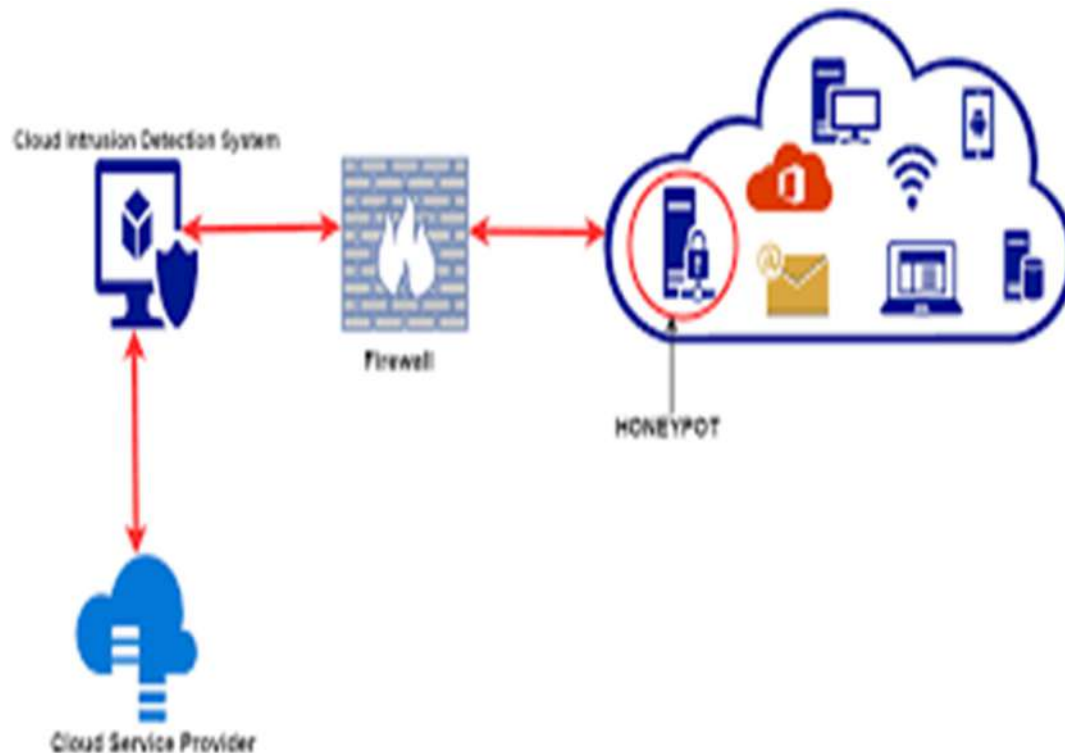 Cloud Intrusion Detection System
Firewall
@
HONEYPOT
Cloud Service Provider